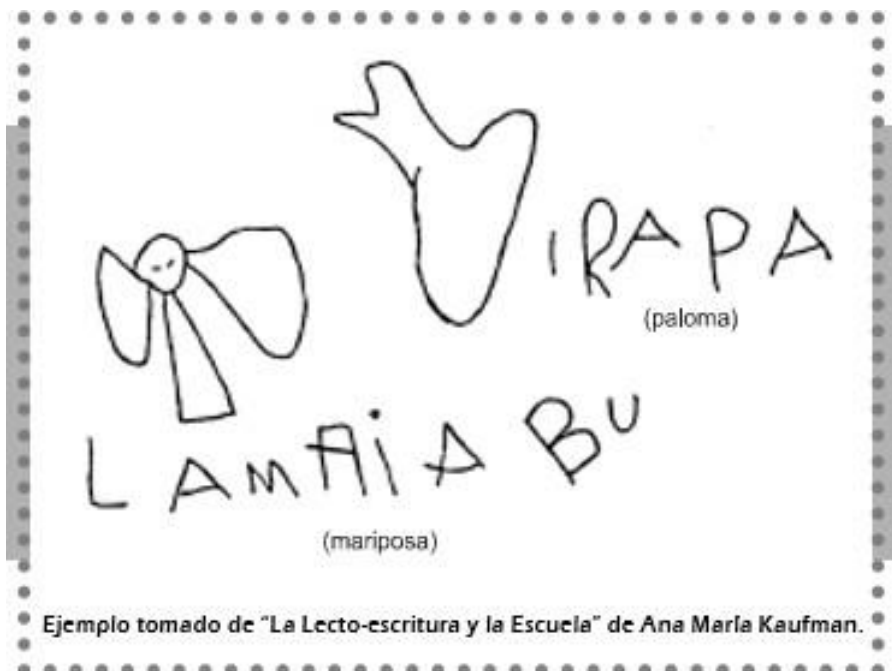 IRAPA
(paloma)
LAMAiABU
(mariposa)
Ejemplo tomado de "La Lecto-escritura y la Escuela" de Ana María Kaufman.